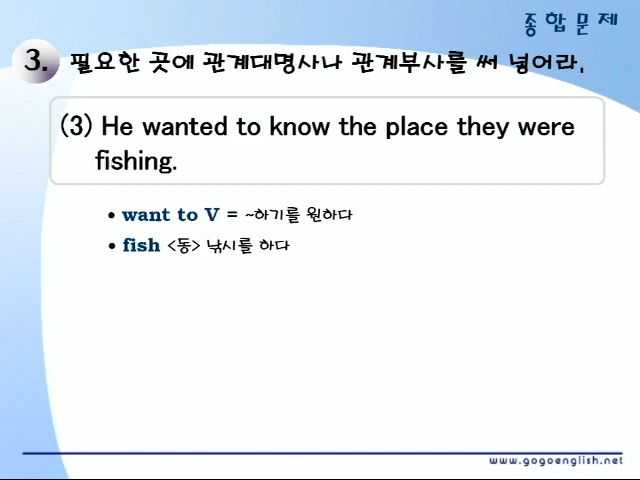 종합문제
3. 필요한 곳에 관계대명사나 관계부사를 써 넣어라.
(3) He wanted to know the place they were
fishing.
• want to V = ~하기를 원하다
• fish <동> 낚시를 하다
www.gogoenglish.net